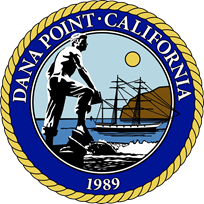 DANA POINT · CALIFORNIA
1989